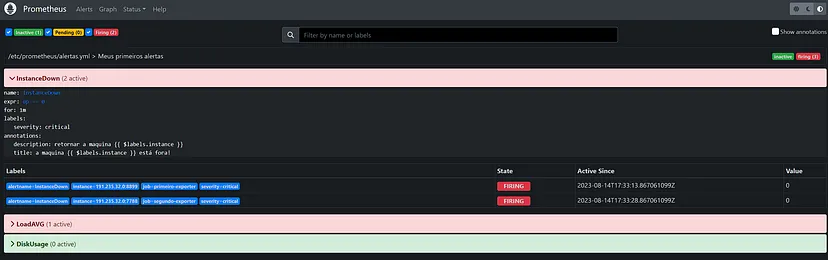 Prometheus Alerts Graph Status Help
Inactive (1) Pending (0) Firing (2) Filter by name or labels Show annotations
/etc/prometheus/alertas.yml > Meus primeiros alertas inactive firing (3)
InstanceDown (2 active)
name: InstanceDown
expr: up == 0
for: 1m
labels:
severity: critical
annotations:
description: retornar a maquina {{ $labels.instance }}
title: a maquina {{ $labels.instance }} está fora!
Labels State Active Since Value
alertname=InstanceDown instance=191.235.32.0:8899 job=primeiro-exporter severity=critical FIRING 2023-08-14T17:33:13.867061099Z 0
alertname=InstanceDown instance=191.235.32.0:7788 job=segundo-exporter severity=critical FIRING 2023-08-14T17:33:28.867061099Z 0
LoadAVG (1 active)
DiskUsage (0 active)